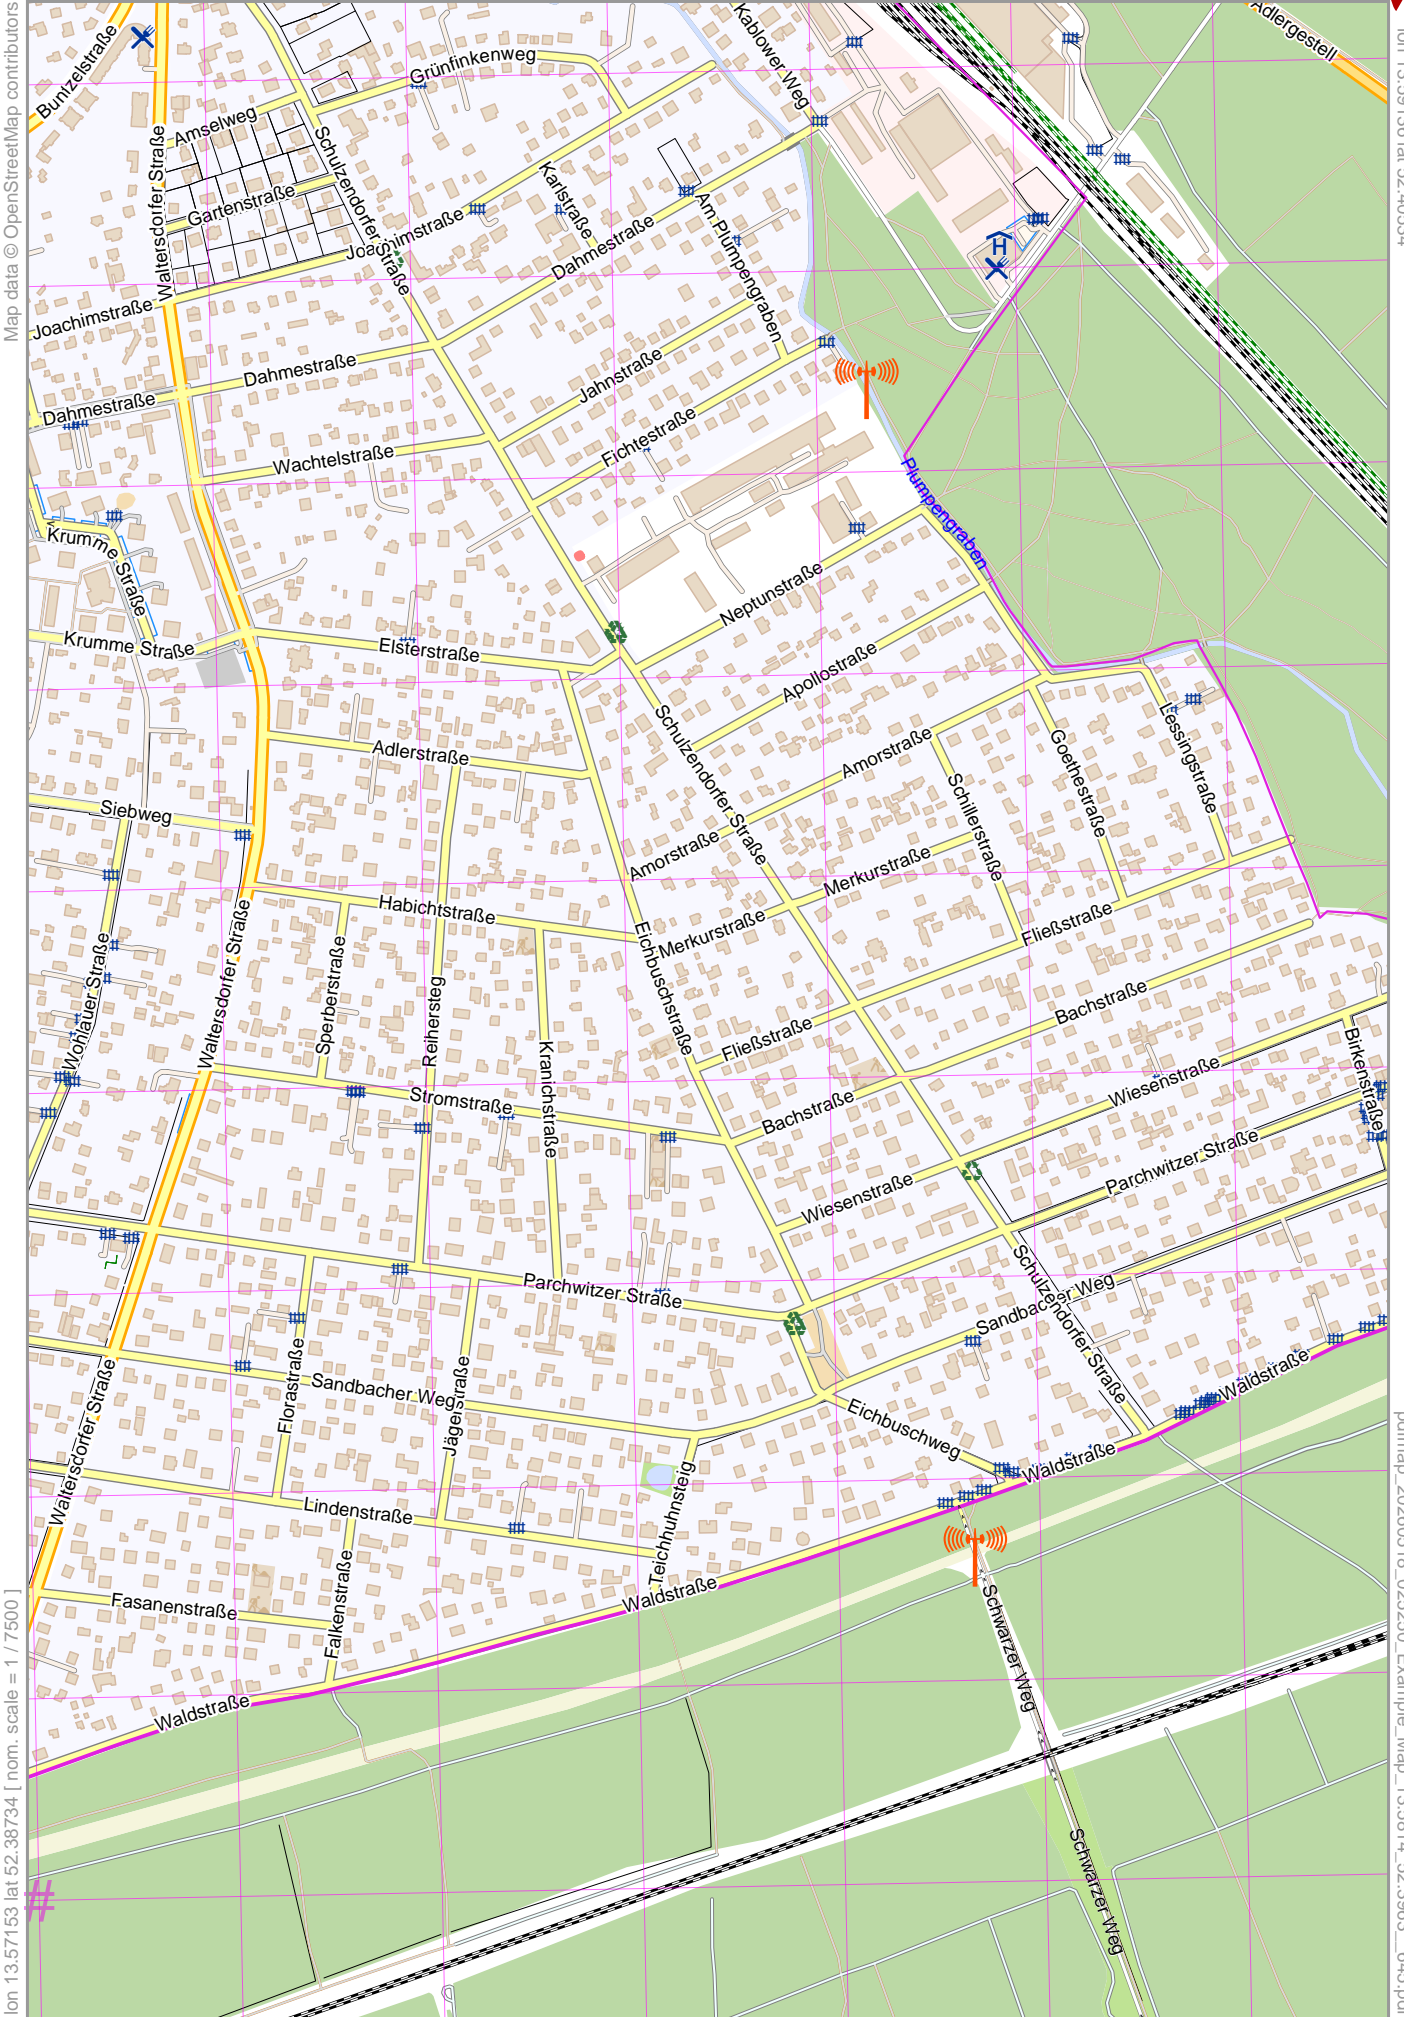 Map data © OpenStreetMap contributors
Buntzelstraße
Grünfinkenweg
Kablower Weg
Adlergestell
Amselweg
Waltersdorfer Straße
Schulzendorfer Straße
Gartenstraße
Karlstraße
Joachimstraße
Dahmestraße
Am Plumpengraben
Joachimstraße
Dahmestraße
Jahnstraße
Dahmestraße
Fichtestraße
Wachtelstraße
Plumpengraben
Krumme Straße
Neptunstraße
Krumme Straße
Elsterstraße
Apollostraße
Schulzendorfer Straße
Adlerstraße
Amorstraße
Goethestraße
Lessingstraße
Siebweg
Schillerstraße
Amorstraße
Merkurstraße
Habichtstraße
Merkurstraße
Fließstraße
Eichbuschstraße
Waltersdorfer Straße
Wohlauer Straße
Sperberstraße
Reihersteg
Bachstraße
Fließstraße
Kranichstraße
Birkenstraße
Wiesenstraße
Stromstraße
Bachstraße
Parchwitzer Straße
Wiesenstraße
Schulzendorfer Straße
Parchwitzer Straße
Sandbacher Weg
Florastraße
Jägerstraße
Sandbacher Weg
Waldstraße
Waltersdorfer Straße
Eichbuschweg
Waldstraße
Lindenstraße
Teichhuhnsteig
Falkenstraße
Fasanenstraße
Waldstraße
Schwarzer Weg
Waldstraße
Schwarzer Weg
#
lon 13.57153 lat 52.38734 [ nom. scale = 1 / 7500 ]